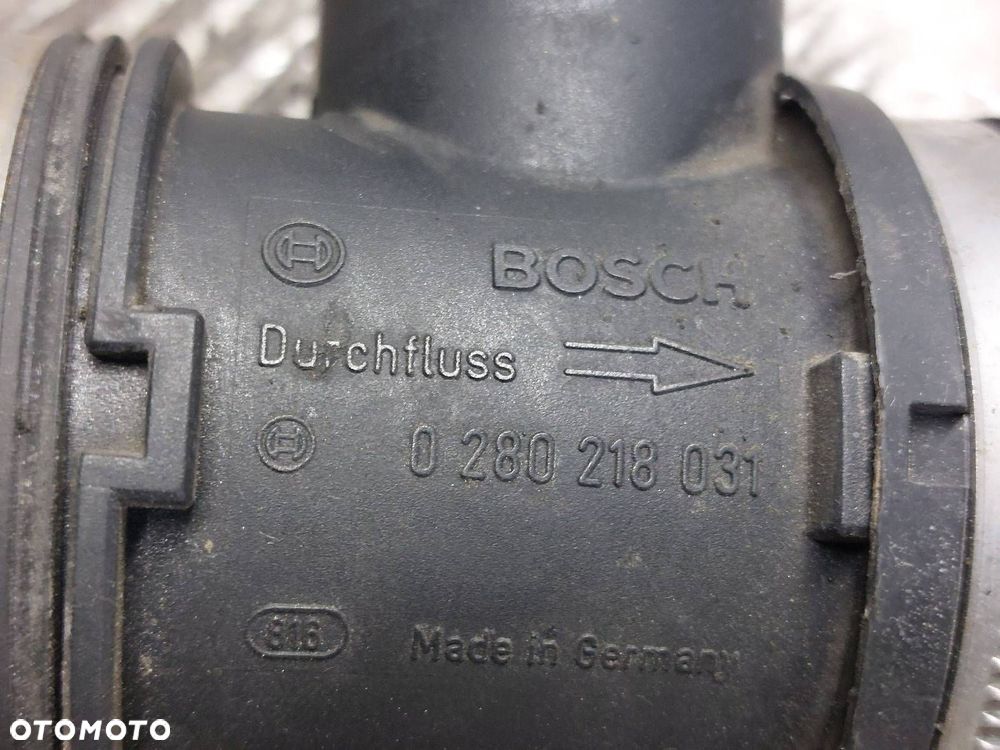 BOSCH
Durchfluss
0 280 218 031
816
Made in Germany
OTOMOTO